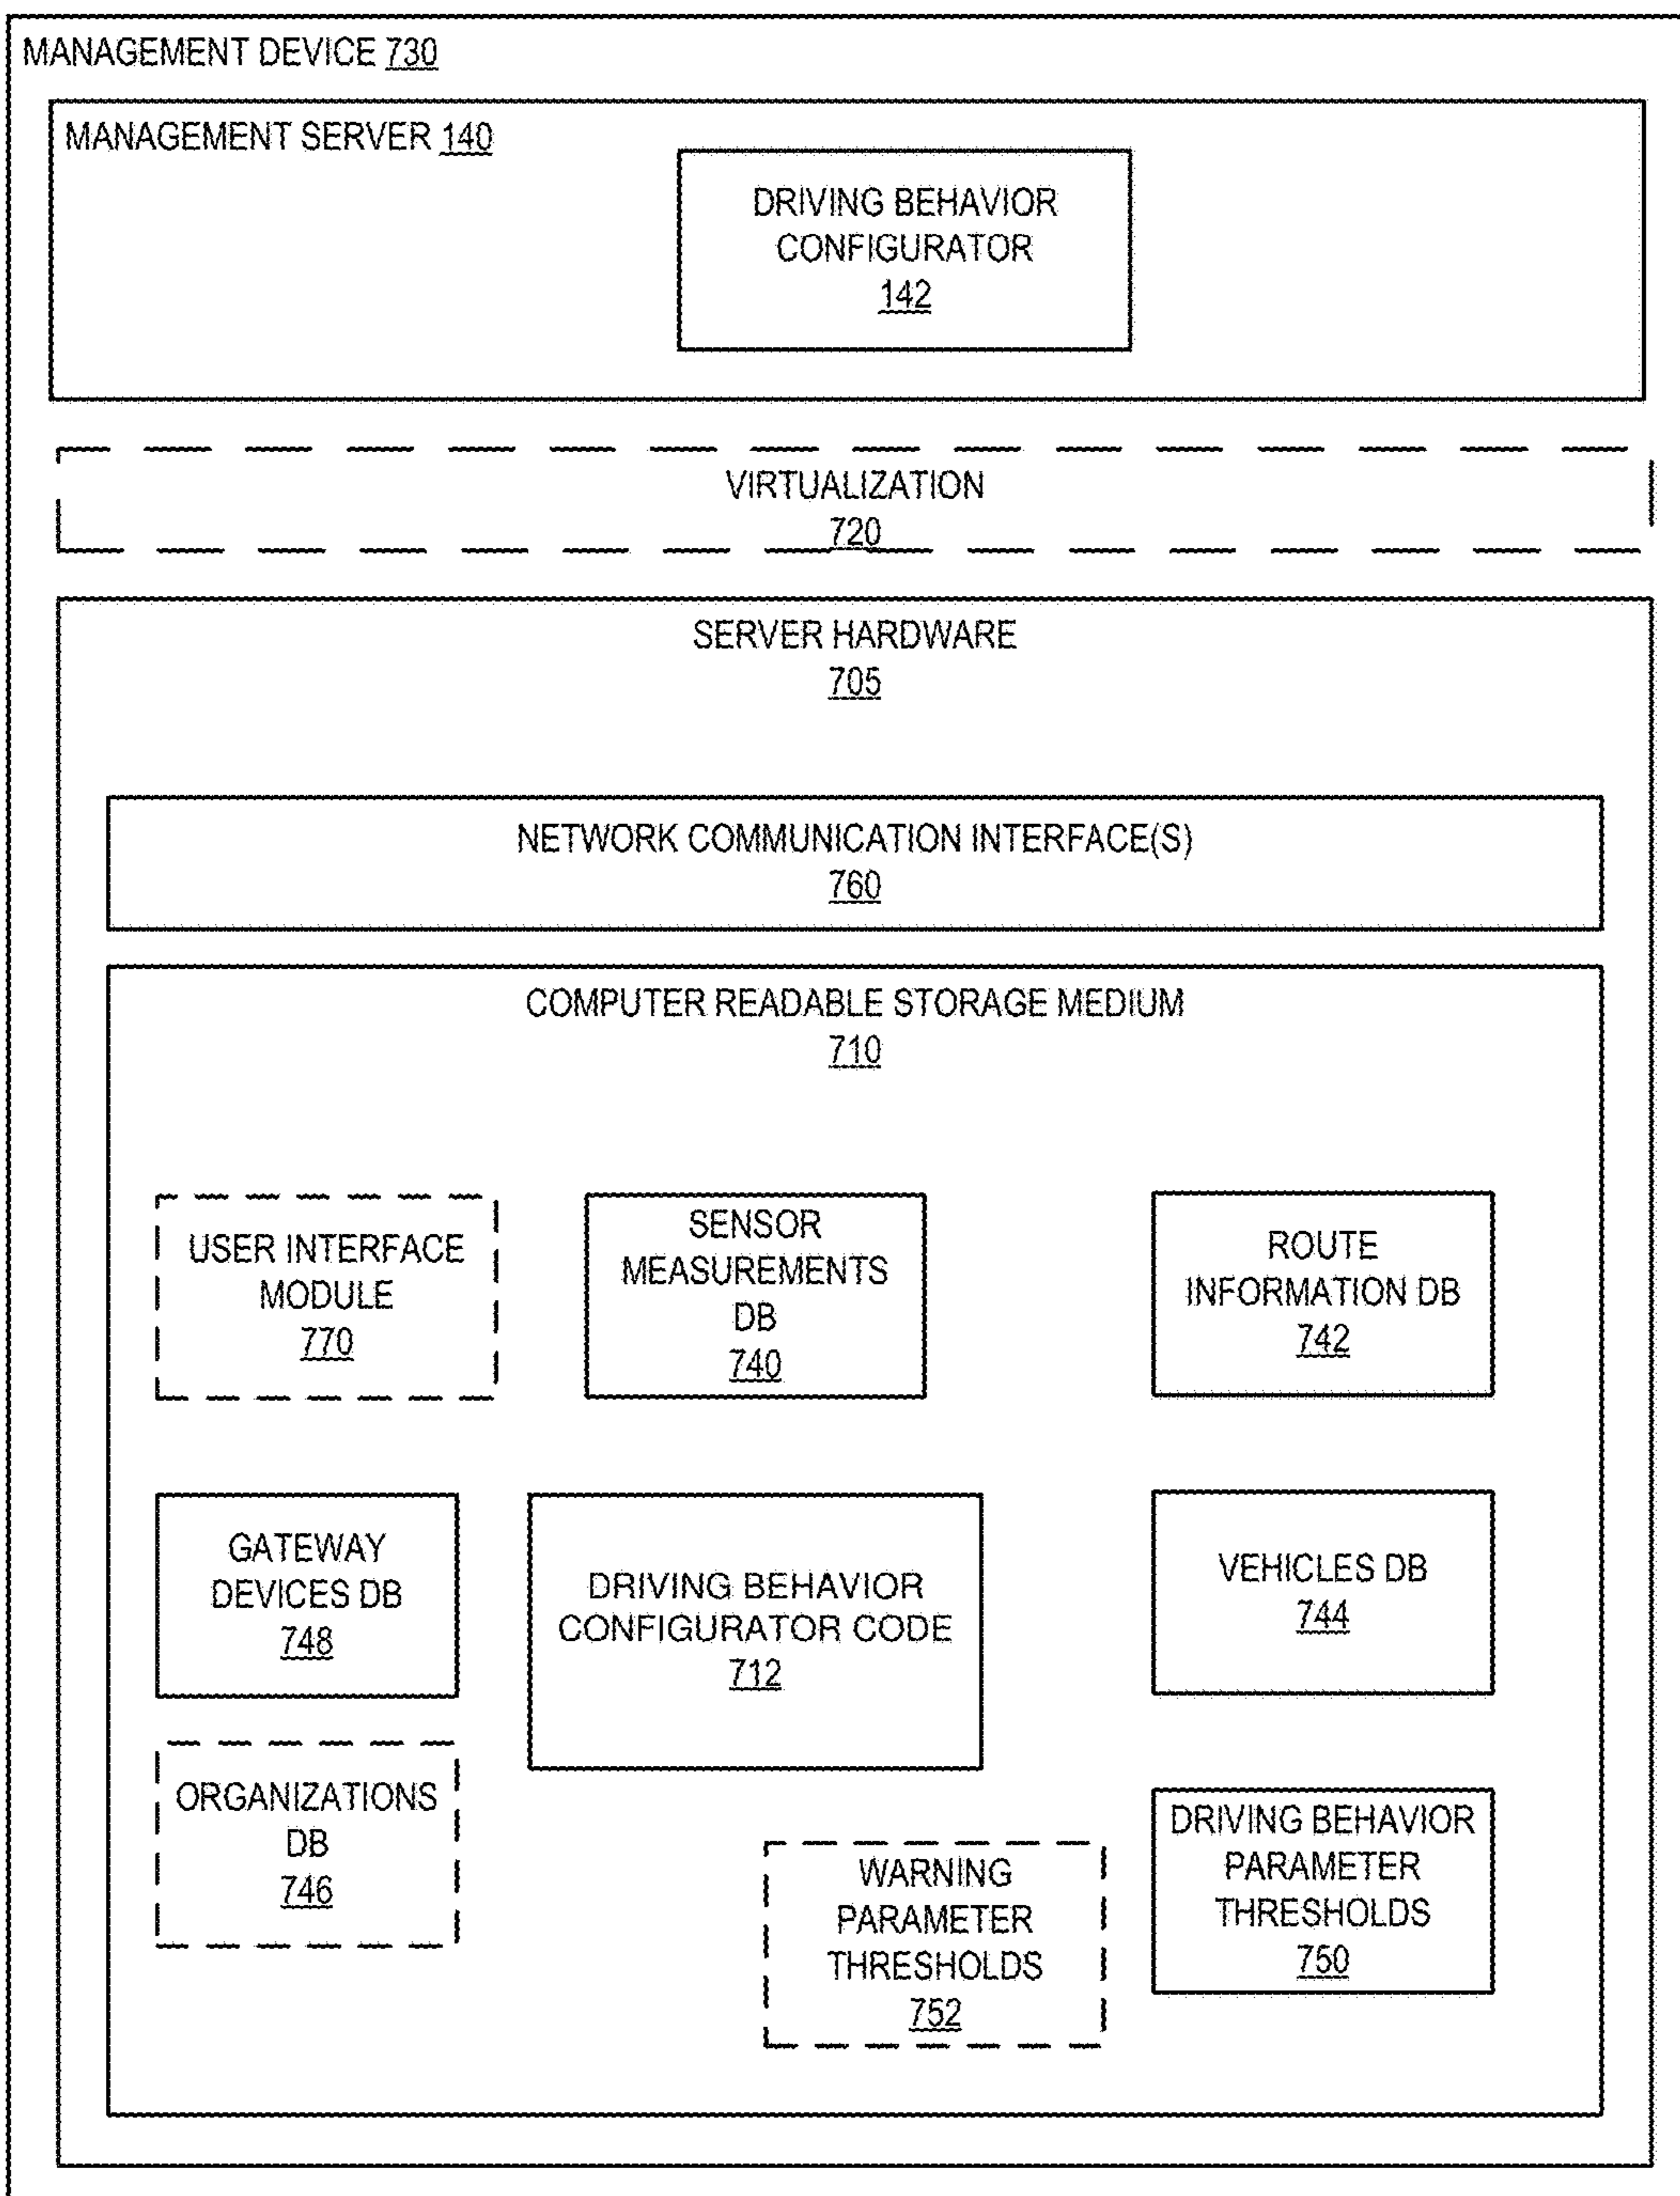 MANAGEMENT DEVICE 730
MANAGEMENT SERVER 140
DRIVING BEHAVIOR
CONFIGURATOR
142
VIRTUALIZATION
720
SERVER HARDWARE
705
NETWORK COMMUNICATION INTERFACE(S)
760
COMPUTER READABLE STORAGE MEDIUM
710
USER INTERFACE
MODULE
770
SENSOR
MEASUREMENTS
DB
740
ROUTE
INFORMATION DB
742
GATEWAY
DEVICES DB
748
DRIVING BEHAVIOR
CONFIGURATOR CODE
712
VEHICLES DB
744
ORGANIZATIONS
DB
746
WARNING
PARAMETER
THRESHOLDS
752
DRIVING BEHAVIOR
PARAMETER
THRESHOLDS
750